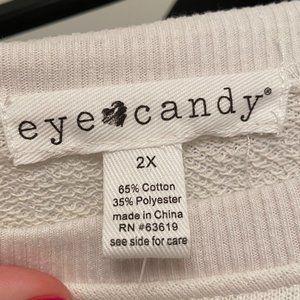 eye candy®
2X
65% Cotton
35% Polyester
made in China
RN #63619
see side for care